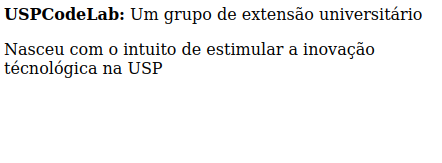 USPCodeLab: Um grupo de extensão universitário
Nasceu com o intuito de estimular a inovação
técnológica na USP